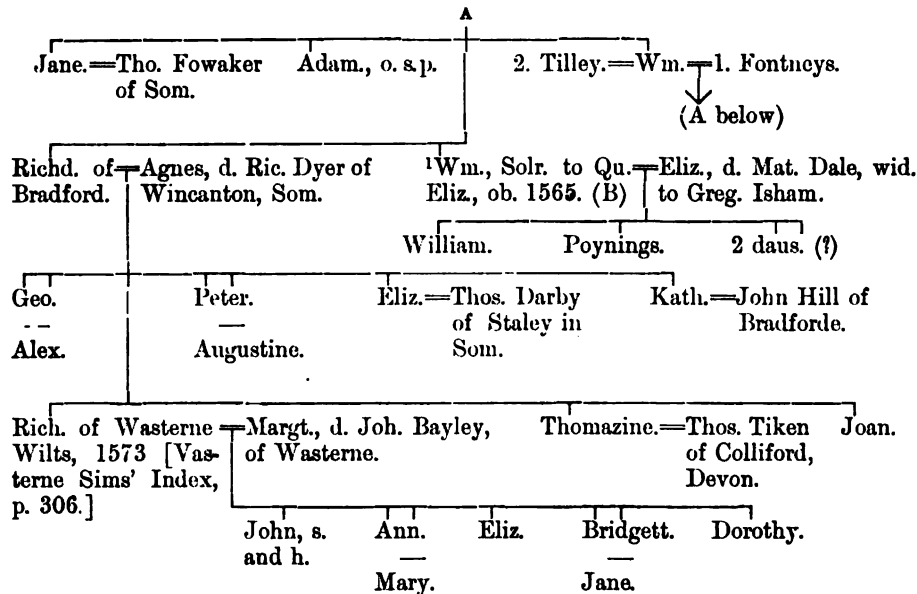 A
Jane.=Tho. Fowaker of Som.
Adam., o. s.p.
2. Tilley.=Wm.=1. Fontneys.
(A below)
Richd. of Bradford.=Agnes, d. Ric. Dyer of Wincanton, Som.
¹Wm., Solr. to Qu. Eliz., ob. 1565. (B)=Eliz., d. Mat. Dale, wid. to Greg. Isham.
William. Poynings. 2 daus. (?)
Geo. — Alex.
Peter. — Augustine.
Eliz.=Thos. Darby of Staley in Som.
Kath.=John Hill of Bradforde.
Rich. of Wasterne Wilts, 1573 [Vasterne Sims' Index, p. 306.]=Margt., d. Joh. Bayley, of Wasterne.
Thomazine.=Thos. Tiken of Colliford, Devon.
Joan.
John, s. and h.
Ann. — Mary.
Eliz.
Bridgett. — Jane.
Dorothy.